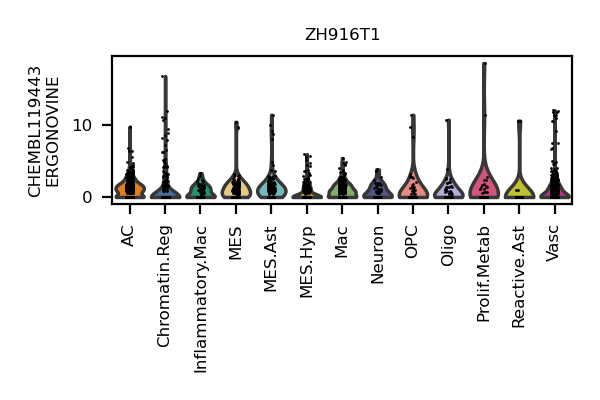 ZH916T1
CHEMBL119443
ERGONOVINE
10
0
AC
Chromatin.Reg
Inflammatory.Mac
MES
MES.Ast
MES.Hyp
Mac
Neuron
OPC
Oligo
Prolif.Metab
Reactive.Ast
Vasc